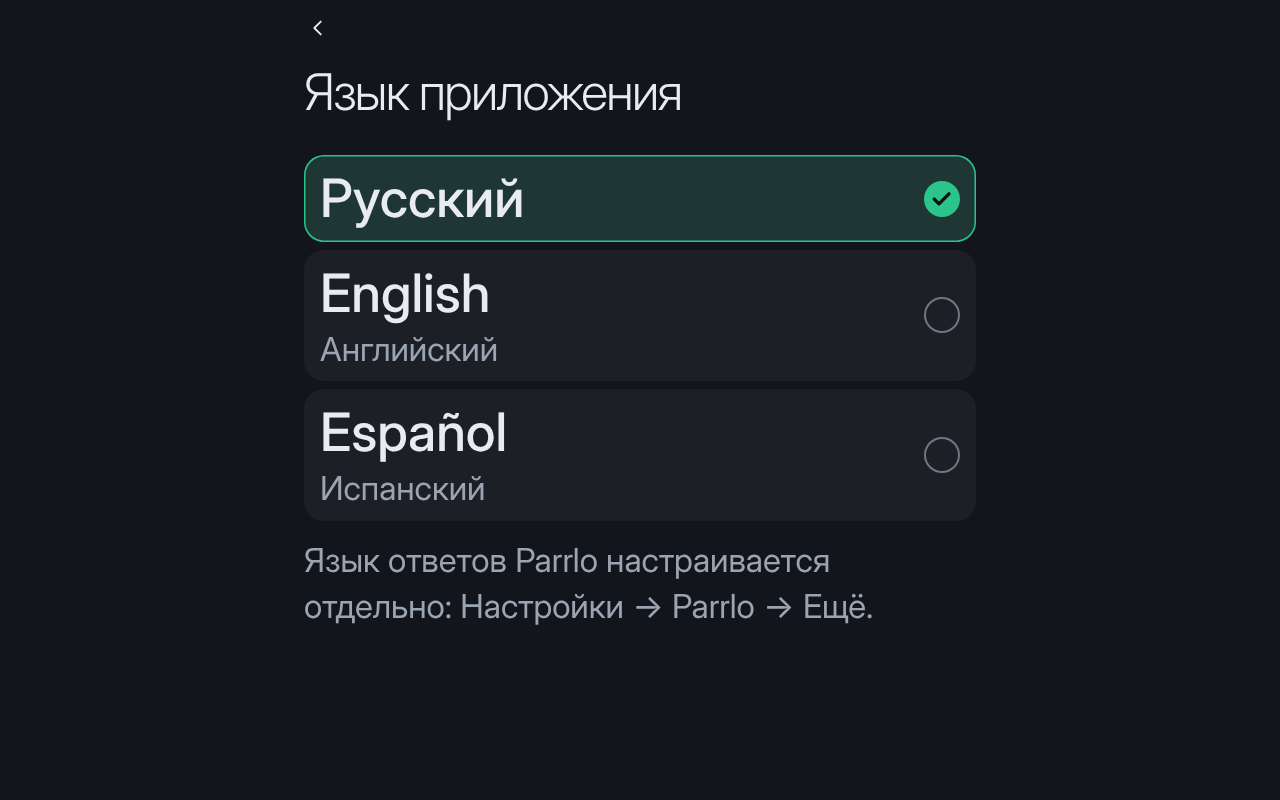 Язык приложения
Русский
English
Английский
Español
Испанский
Язык ответов Parrlo настраивается
отдельно: Настройки → Parrlo → Ещё.